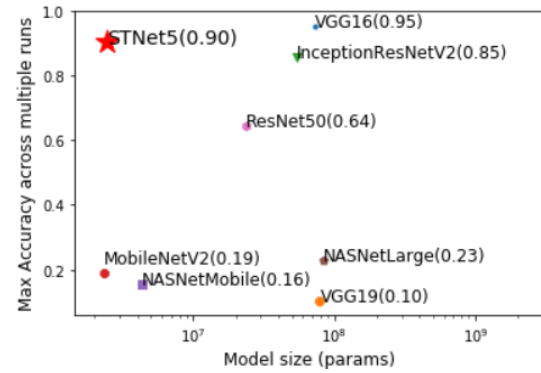 1.0
VGG16(0.95)
STNet5(0.90)
InceptionResNetV2(0.85)
0.8
ResNet50(0.64)
0.6
0.4
MobileNetV2(0.19)
NASNetLarge(0.23)
NASNetMobile(0.16)
0.2
VGG19(0.10)
Max Accuracy across multiple runs
10⁷
10⁸
10⁹
Model size (params)